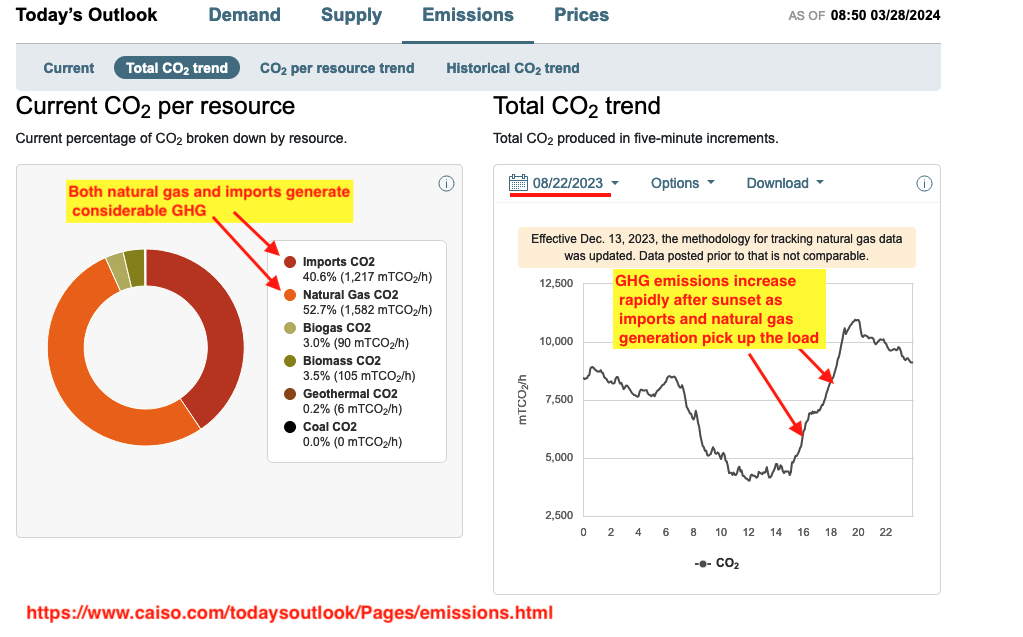 Today's Outlook
Demand
Supply
Emissions
Prices
AS OF 08:50 03/28/2024
Current
Total CO₂ trend
CO₂ per resource trend
Historical CO₂ trend
Current CO₂ per resource
Current percentage of CO₂ broken down by resource.
Both natural gas and imports generate
considerable GHG
Imports CO2
40.6% (1,217 mTCO₂/h)
Natural Gas CO2
52.7% (1,582 mTCO₂/h)
Biogas CO2
3.0% (90 mTCO₂/h)
Biomass CO2
3.5% (105 mTCO₂/h)
Geothermal CO2
0.2% (6 mTCO₂/h)
Coal CO2
0.0% (0 mTCO₂/h)
Total CO₂ trend
Total CO₂ produced in five-minute increments.
08/22/2023
Options
Download
Effective Dec. 13, 2023, the methodology for tracking natural gas data
was updated. Data posted prior to that is not comparable.
GHG emissions increase
rapidly after sunset as
imports and natural gas
generation pick up the load
mTCO₂/h
12,500
10,000
7,500
5,000
2,500
0 2 4 6 8 10 12 14 16 18 20 22
CO₂
https://www.caiso.com/todaysoutlook/Pages/emissions.html